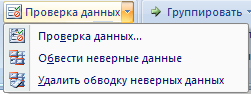 Проверка данных Группировать
Проверка данных...
Обвести неверные данные
Удалить обводку неверных данных